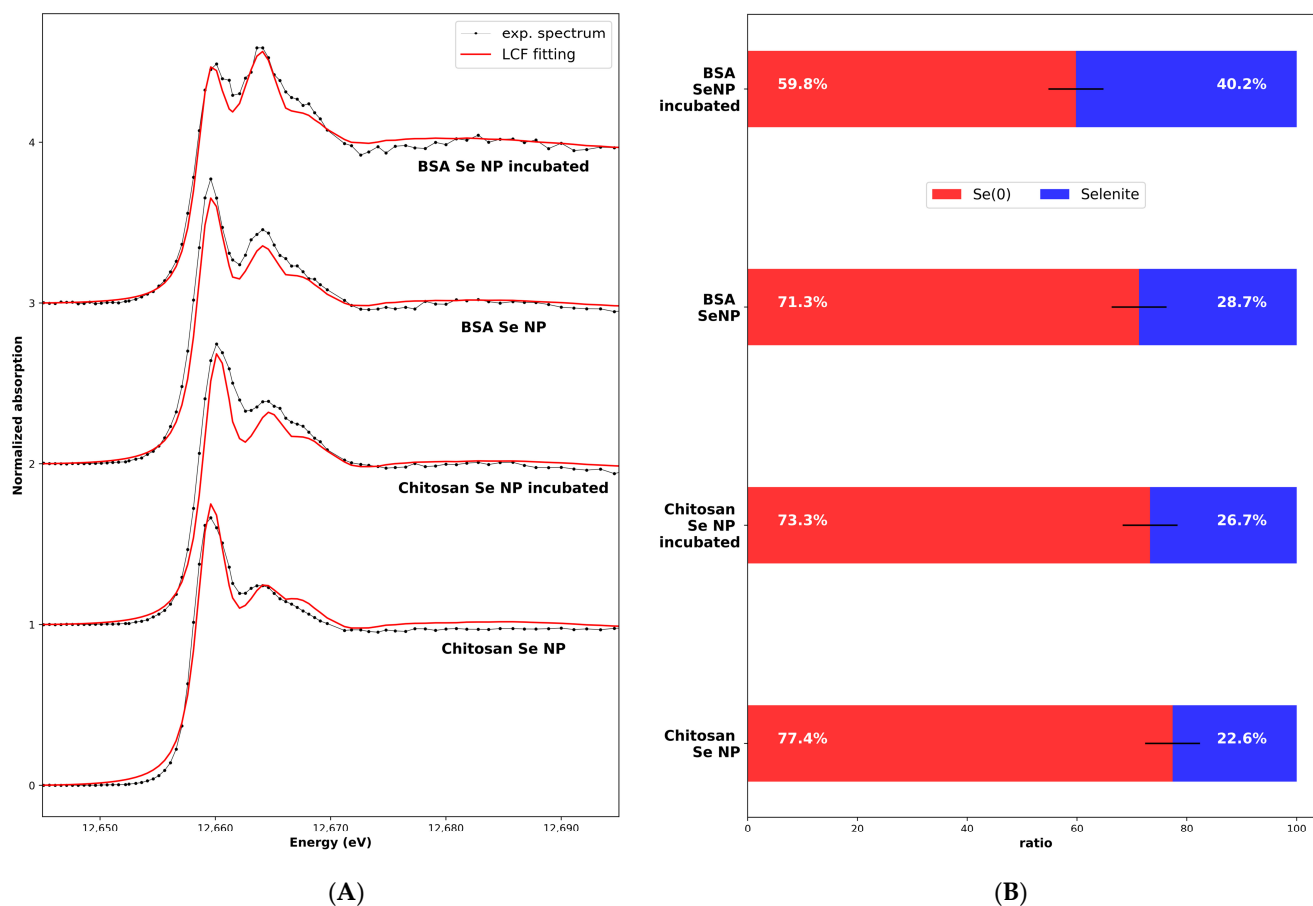 exp. spectrum
LCF fitting
Normalized absorption
4
3
2
1
0
BSA Se NP incubated
BSA Se NP
Chitosan Se NP incubated
Chitosan Se NP
12,650
12,660
12,670
12,680
12,690
Energy (eV)
(A)
BSA
SeNP
incubated
59.8%
40.2%
Se(0)
Selenite
BSA
SeNP
71.3%
28.7%
Chitosan
Se NP
incubated
73.3%
26.7%
Chitosan
Se NP
77.4%
22.6%
0
20
40
60
80
100
ratio
(B)